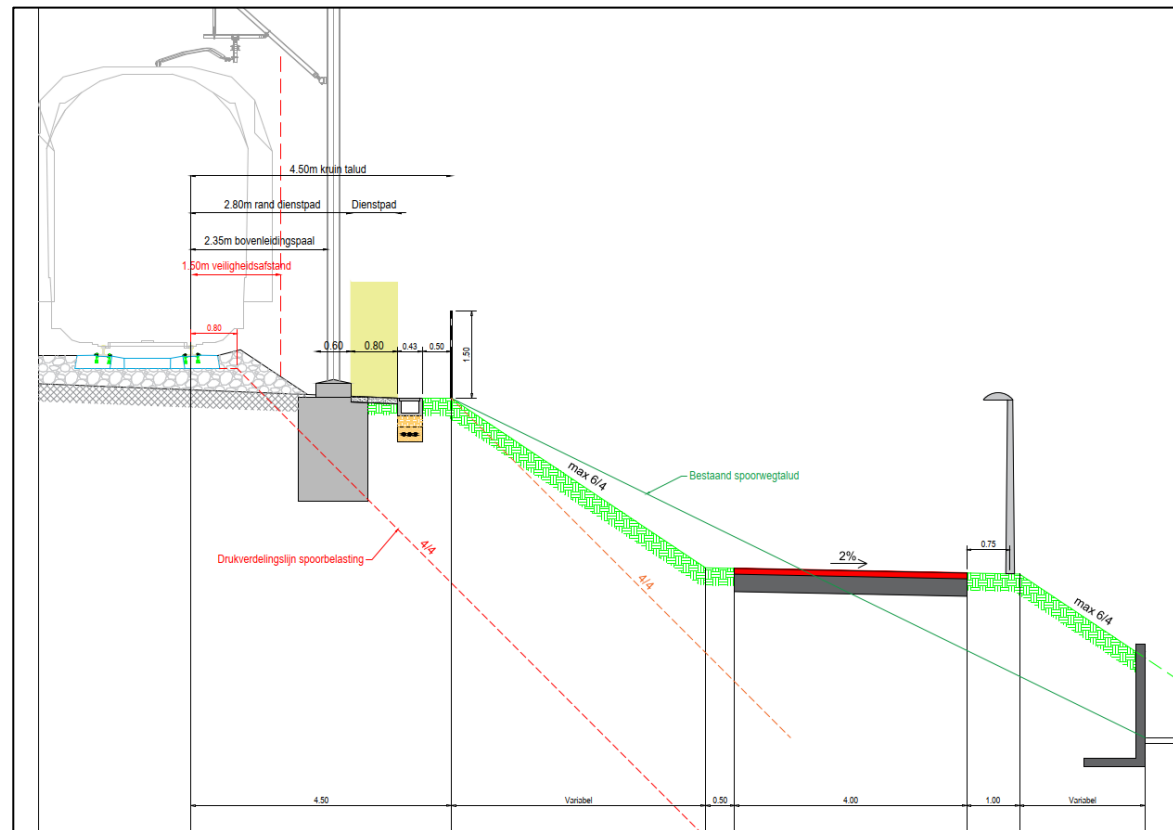 4.50m kruin talud
2.80m rand dienstpad
Dienstpad
2.35m bovenleidingspaal
1.50m veiligheidsafstand
0.80
0.60
0.80
0.43
0.50
1.50
max 6/4
Bestaand spoorwegtalud
Drukverdelingslijn spoorbelasting
4/4
4/4
2%
0.75
max 6/4
4.50
Variabel
0.50
4.00
1.00
Variabel